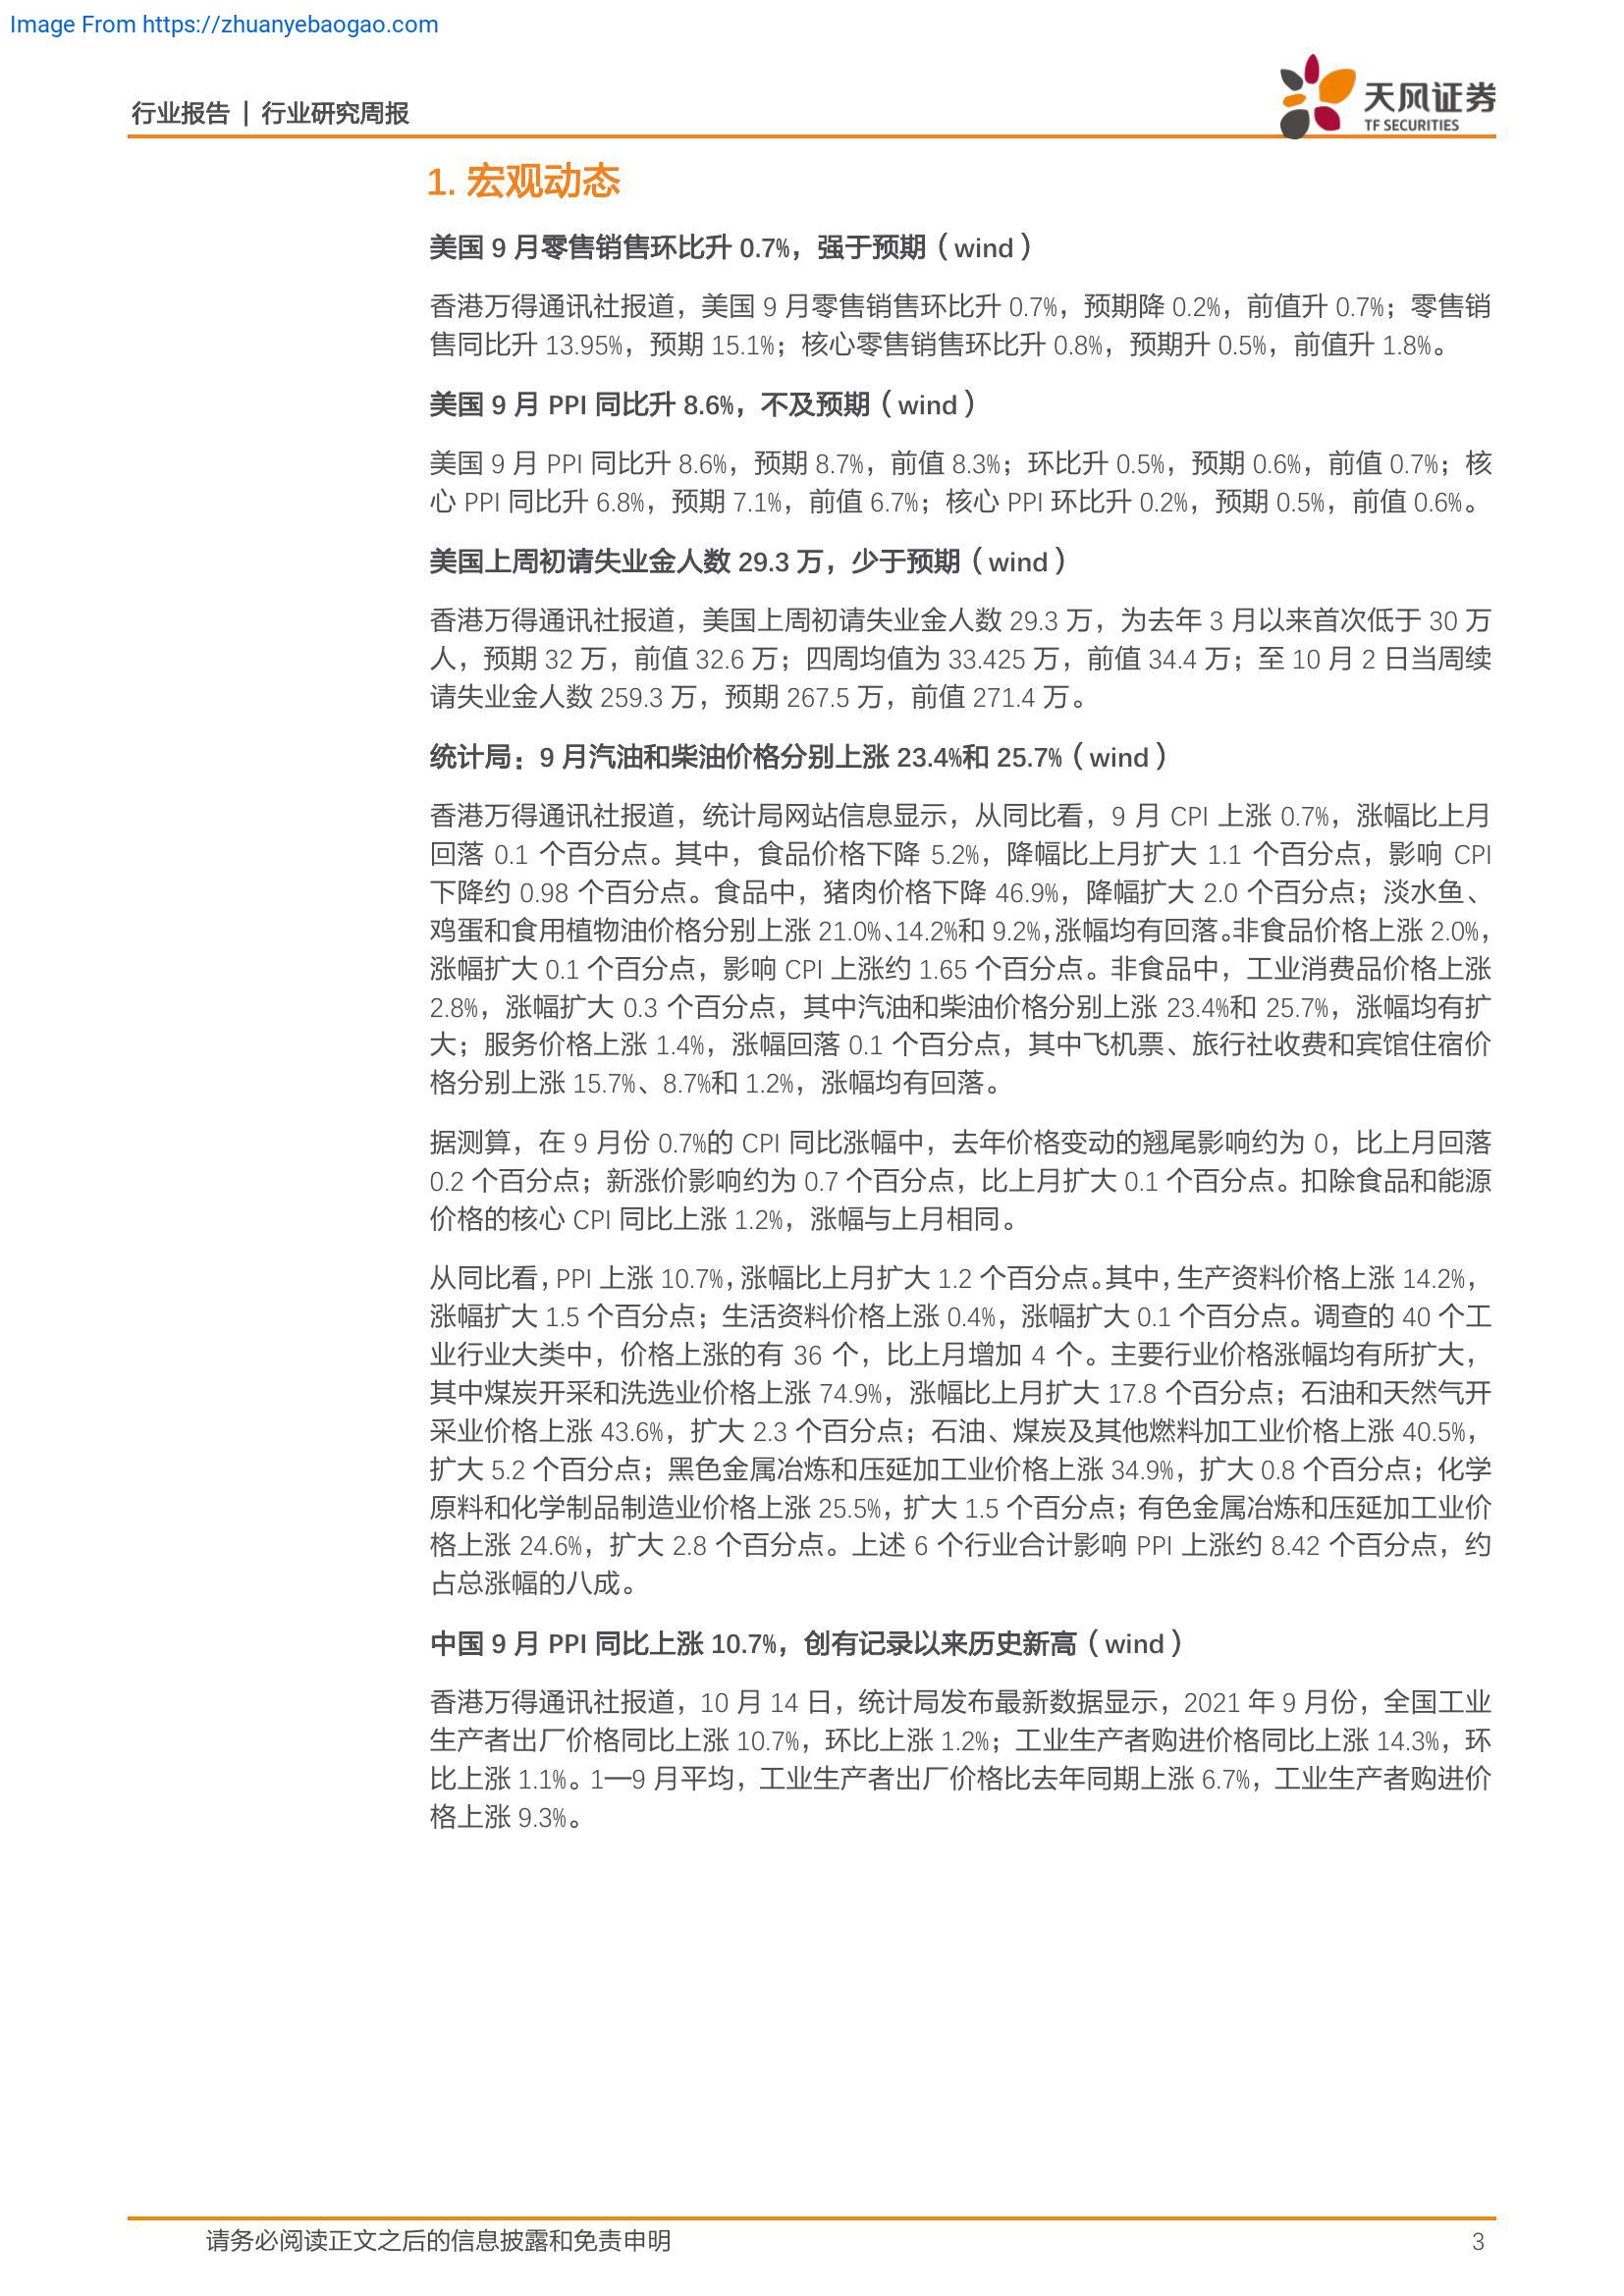 Image From https://zhuanyebaogao.com
行业报告 | 行业研究周报
天风证券
TF SECURITIES
1. 宏观动态
美国 9 月零售销售环比升 0.7%，强于预期（wind）
香港万得通讯社报道，美国 9 月零售销售环比升 0.7%，预期降 0.2%，前值升 0.7%；零售销
售同比升 13.95%，预期 15.1%；核心零售销售环比升 0.8%，预期升 0.5%，前值升 1.8%。
美国 9 月 PPI 同比升 8.6%，不及预期（wind）
美国 9 月 PPI 同比升 8.6%，预期 8.7%，前值 8.3%；环比升 0.5%，预期 0.6%，前值 0.7%；核
心 PPI 同比升 6.8%，预期 7.1%，前值 6.7%；核心 PPI 环比升 0.2%，预期 0.5%，前值 0.6%。
美国上周初请失业金人数 29.3 万，少于预期（wind）
香港万得通讯社报道，美国上周初请失业金人数 29.3 万，为去年 3 月以来首次低于 30 万
人，预期 32 万，前值 32.6 万；四周均值为 33.425 万，前值 34.4 万；至 10 月 2 日当周续
请失业金人数 259.3 万，预期 267.5 万，前值 271.4 万。
统计局：9 月汽油和柴油价格分别上涨 23.4%和 25.7%（wind）
香港万得通讯社报道，统计局网站信息显示，从同比看，9 月 CPI 上涨 0.7%，涨幅比上月
回落 0.1 个百分点。其中，食品价格下降 5.2%，降幅比上月扩大 1.1 个百分点，影响 CPI
下降约 0.98 个百分点。食品中，猪肉价格下降 46.9%，降幅扩大 2.0 个百分点；淡水鱼、
鸡蛋和食用植物油价格分别上涨 21.0%、14.2%和 9.2%，涨幅均有回落。非食品价格上涨 2.0%，
涨幅扩大 0.1 个百分点，影响 CPI 上涨约 1.65 个百分点。非食品中，工业消费品价格上涨
2.8%，涨幅扩大 0.3 个百分点，其中汽油和柴油价格分别上涨 23.4%和 25.7%，涨幅均有扩
大；服务价格上涨 1.4%，涨幅回落 0.1 个百分点，其中飞机票、旅行社收费和宾馆住宿价
格分别上涨 15.7%、8.7%和 1.2%，涨幅均有回落。
据测算，在 9 月份 0.7%的 CPI 同比涨幅中，去年价格变动的翘尾影响约为 0，比上月回落
0.2 个百分点；新涨价影响约为 0.7 个百分点，比上月扩大 0.1 个百分点。扣除食品和能源
价格的核心 CPI 同比上涨 1.2%，涨幅与上月相同。
从同比看，PPI 上涨 10.7%，涨幅比上月扩大 1.2 个百分点。其中，生产资料价格上涨 14.2%，
涨幅扩大 1.5 个百分点；生活资料价格上涨 0.4%，涨幅扩大 0.1 个百分点。调查的 40 个工
业行业大类中，价格上涨的有 36 个，比上月增加 4 个。主要行业价格涨幅均有所扩大，
其中煤炭开采和洗选业价格上涨 74.9%，涨幅比上月扩大 17.8 个百分点；石油和天然气开
采业价格上涨 43.6%，扩大 2.3 个百分点；石油、煤炭及其他燃料加工业价格上涨 40.5%，
扩大 5.2 个百分点；黑色金属冶炼和压延加工业价格上涨 34.9%，扩大 0.8 个百分点；化学
原料和化学制品制造业价格上涨 25.5%，扩大 1.5 个百分点；有色金属冶炼和压延加工业价
格上涨 24.6%，扩大 2.8 个百分点。上述 6 个行业合计影响 PPI 上涨约 8.42 个百分点，约
占总涨幅的八成。
中国 9 月 PPI 同比上涨 10.7%，创有记录以来历史新高（wind）
香港万得通讯社报道，10 月 14 日，统计局发布最新数据显示，2021 年 9 月份，全国工业
生产者出厂价格同比上涨 10.7%，环比上涨 1.2%；工业生产者购进价格同比上涨 14.3%，环
比上涨 1.1%。1—9 月平均，工业生产者出厂价格比去年同期上涨 6.7%，工业生产者购进价
格上涨 9.3%。
请务必阅读正文之后的信息披露和免责申明
3